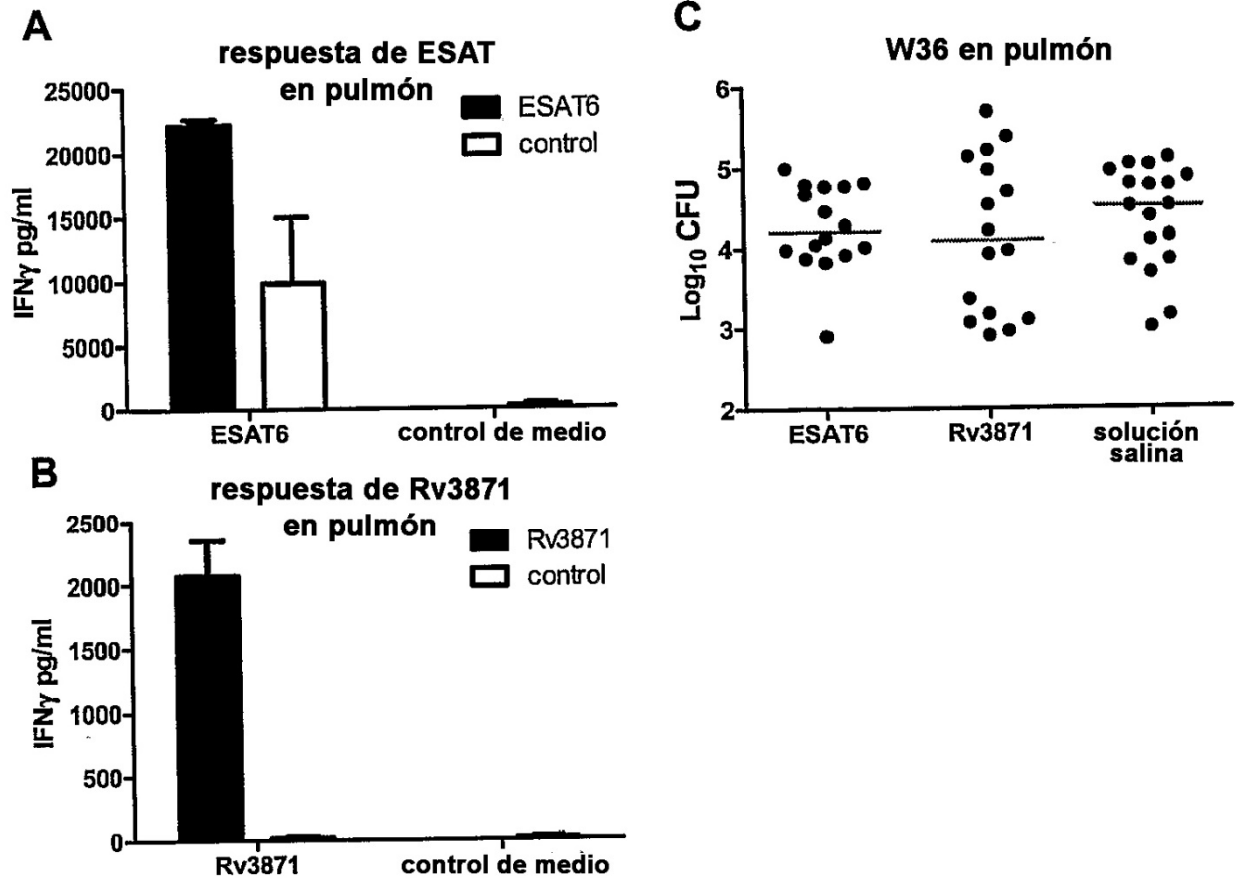 A
respuesta de ESAT
en pulmón
25000
20000
15000
10000
5000
0
IFNγ pg/ml
ESAT6
control
ESAT6
control de medio
B
respuesta de Rv3871
en pulmón
2500
2000
1500
1000
500
0
IFNγ pg/ml
Rv3871
control
Rv3871
control de medio
C
W36 en pulmón
6
5
4
3
2
Log10 CFU
ESAT6
Rv3871
solución
salina